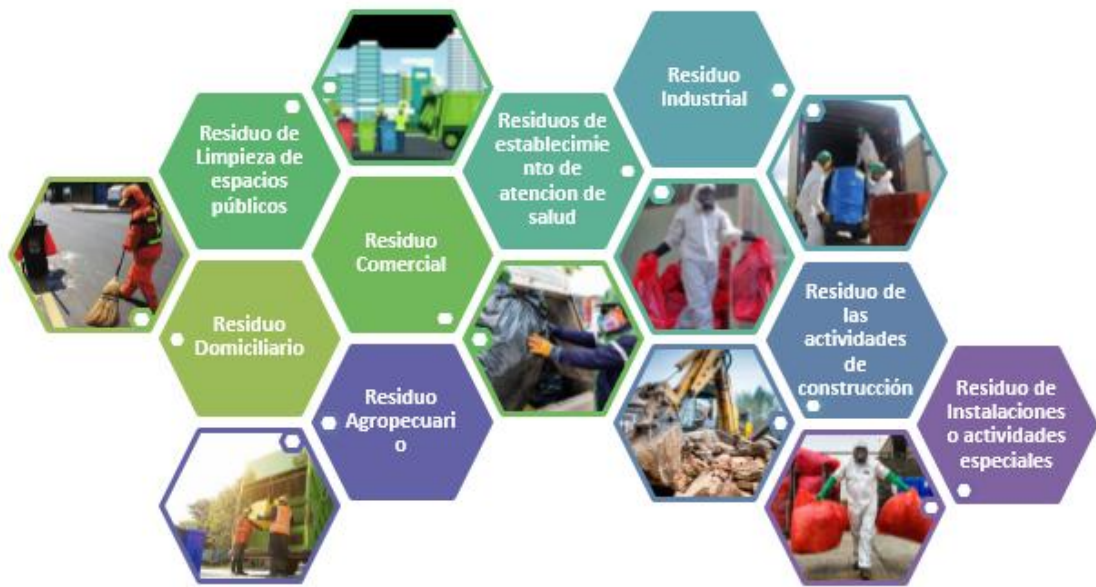 Residuo de
Limpieza de
espacios
públicos
Residuo
Domiciliario
Residuo
Comercial
Residuo
Agropecuari
o
Residuos de
establecimie
nto de
atencion de
salud
Residuo
Industrial
Residuo de
las
actividades
de
construcción
Residuo de
Instalaciones
o actividades
especiales